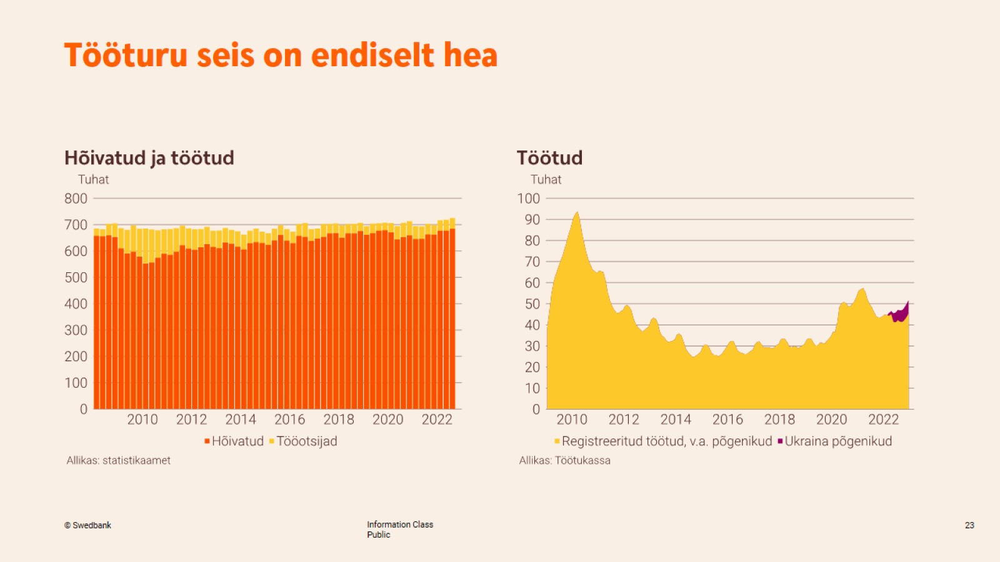 Tööturu seis on endiselt hea
Hõivatud ja töötud
Tuhat
800
700
600
500
400
300
200
100
0
2010 2012 2014 2016 2018 2020 2022
Hõivatud Tööotsijad
Allikas: statistikaamet
Töötud
Tuhat
100
90
80
70
60
50
40
30
20
10
0
2010 2012 2014 2016 2018 2020 2022
Registreeritud töötud, v.a. põgenikud Ukraina põgenikud
Allikas: Töötukassa
© Swedbank
Information Class
Public
23